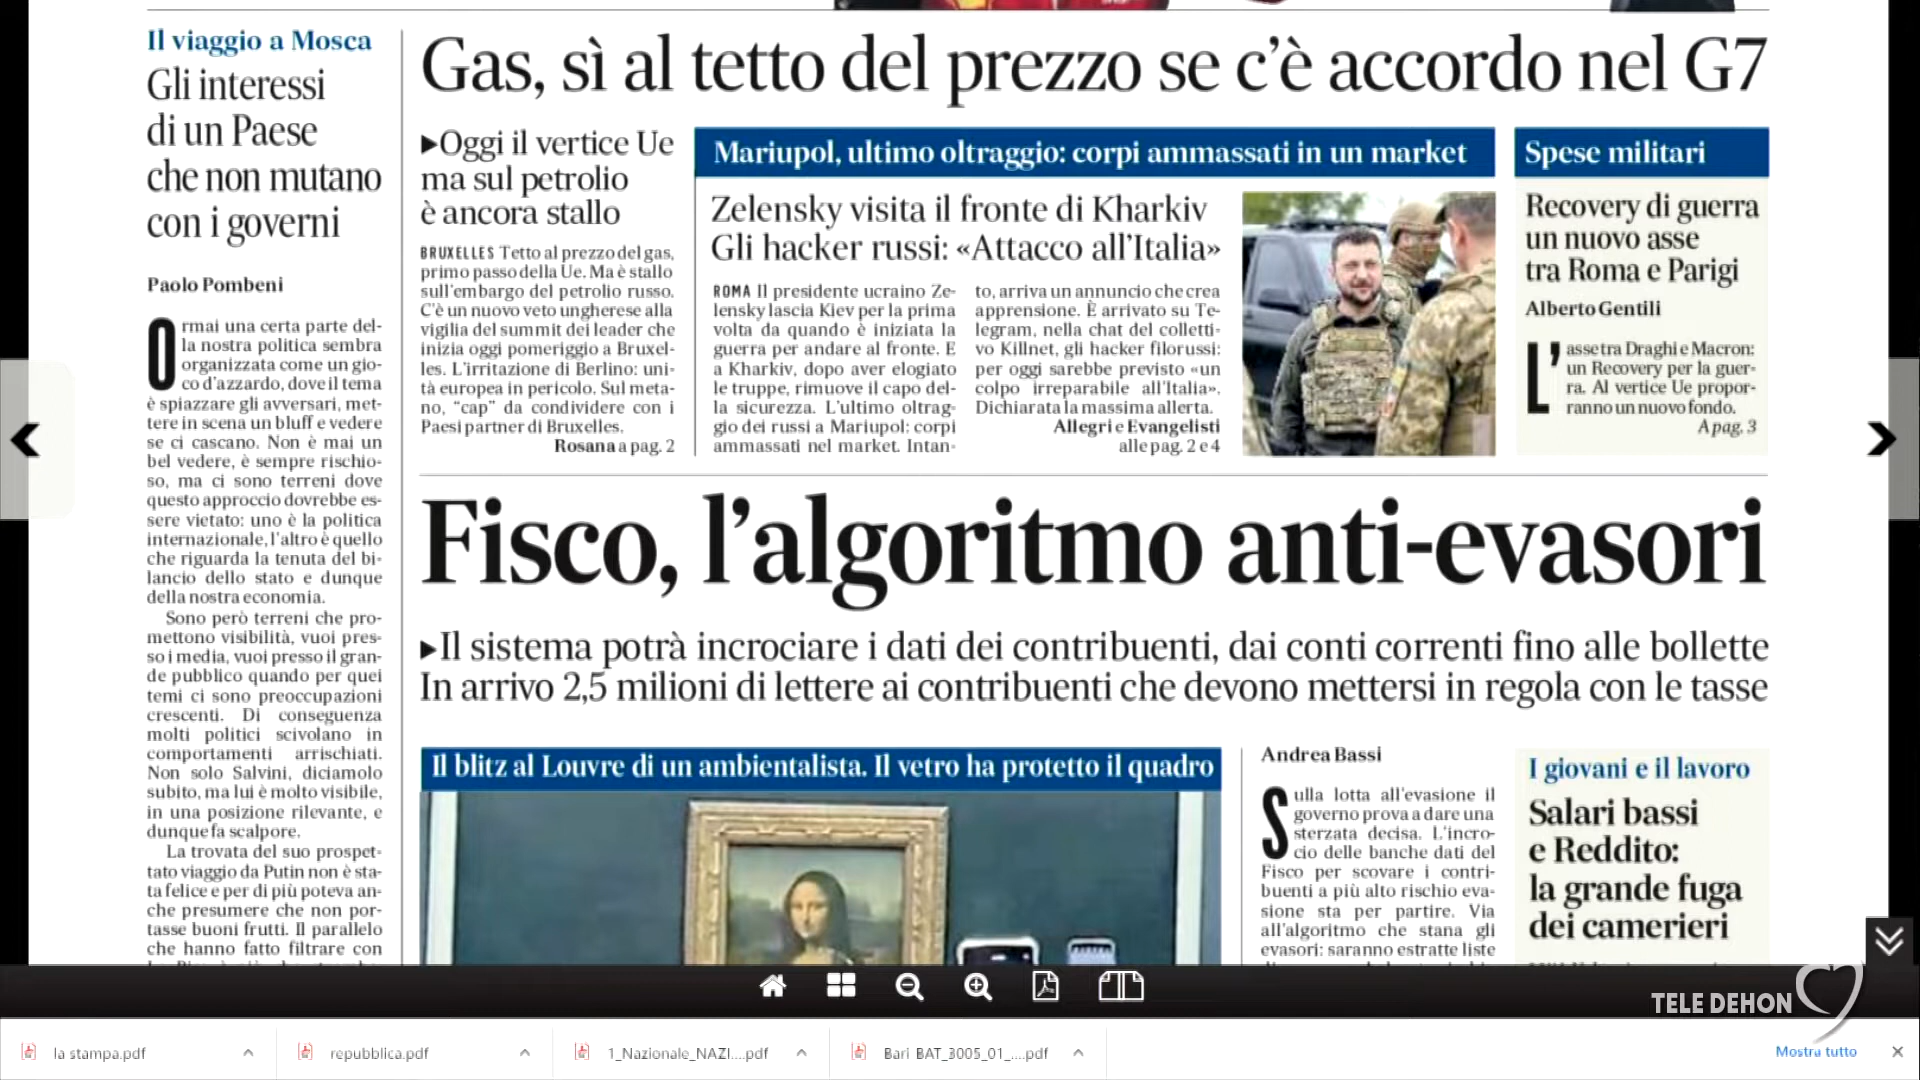 Il viaggio a Mosca
Gli interessi
di un Paese
che non mutano
con i governi
Paolo Pombeni
Ormai una certa parte del-
la nostra politica sembra
organizzata come un gio-
co d'azzardo, dove il tema
è spiazzare gli avversari, met-
tere in scena un bluff e vedere
se ci cascano. Non è mai un
bel vedere, è sempre rischio-
so, ma ci sono terreni dove
questo approccio dovrebbe es-
sere vietato: uno è la politica
internazionale, l'altro è quello
che riguarda la tenuta del bi-
lancio dello stato e dunque
della nostra economia.
Sono però terreni che pro-
mettono visibilità, vuoi pres-
so i media, vuoi presso il gran-
de pubblico quando per quei
temi ci sono preoccupazioni
crescenti. Di conseguenza
molti politici scivolano in
comportamenti arrischiati.
Non solo Salvini, diciamolo
subito, ma lui è molto visibile,
in una posizione rilevante, e
dunque fa scalpore.
La trovata del suo prospet-
tato viaggio da Putin non è sta-
ta felice e per di più poteva an-
che presumere che non por-
tasse buoni frutti. Il parallelo
che hanno fatto filtrare con
Gas, sì al tetto del prezzo se c'è accordo nel G7
►Oggi il vertice Ue
ma sul petrolio
è ancora stallo
BRUXELLES Tetto al prezzo del gas,
primo passo della Ue. Ma è stallo
sull'embargo del petrolio russo.
C'è un nuovo veto ungherese alla
vigilia del summit dei leader che
inizia oggi pomeriggio a Bruxel-
les. L'irritazione di Berlino: uni-
tà europea in pericolo. Sul meta-
no, "cap" da condividere con i
Paesi partner di Bruxelles.
Rosana a pag. 2
Mariupol, ultimo oltraggio: corpi ammassati in un market
Zelensky visita il fronte di Kharkiv
Gli hacker russi: «Attacco all'Italia»
ROMA Il presidente ucraino Ze-
lensky lascia Kiev per la prima
volta da quando è iniziata la
guerra per andare al fronte. E
a Kharkiv, dopo aver elogiato
le truppe, rimuove il capo del-
la sicurezza. L'ultimo oltrag-
gio dei russi a Mariupol: corpi
ammassati nel market. Intan-
to, arriva un annuncio che crea
apprensione. È arrivato su Te-
legram, nella chat del colletti-
vo Killnet, gli hacker filorussi:
per oggi sarebbe previsto «un
colpo irreparabile all'Italia».
Dichiarata la massima allerta.
Allegri e Evangelisti
alle pag. 2 e 4
Spese militari
Recovery di guerra
un nuovo asse
tra Roma e Parigi
Alberto Gentili
L'asse tra Draghi e Macron:
un Recovery per la guer-
ra. Al vertice Ue propor-
ranno un nuovo fondo.
A pag. 3
Fisco, l'algoritmo anti-evasori
►Il sistema potrà incrociare i dati dei contribuenti, dai conti correnti fino alle bollette
In arrivo 2,5 milioni di lettere ai contribuenti che devono mettersi in regola con le tasse
Il blitz al Louvre di un ambientalista. Il vetro ha protetto il quadro
Andrea Bassi
Sulla lotta all'evasione il
governo prova a dare una
sterzata decisa. L'incro-
cio delle banche dati del
Fisco per scovare i contri-
buenti a più alto rischio eva-
sione sta per partire. Via
all'algoritmo che stana gli
evasori: saranno estratte liste
I giovani e il lavoro
Salari bassi
e Reddito:
la grande fuga
dei camerieri
TELE DEHON
la stampa.pdf
repubblica.pdf
1_Nazionale_NAZI....pdf
Bari BAT_3005_01_....pdf
Mostra tutto